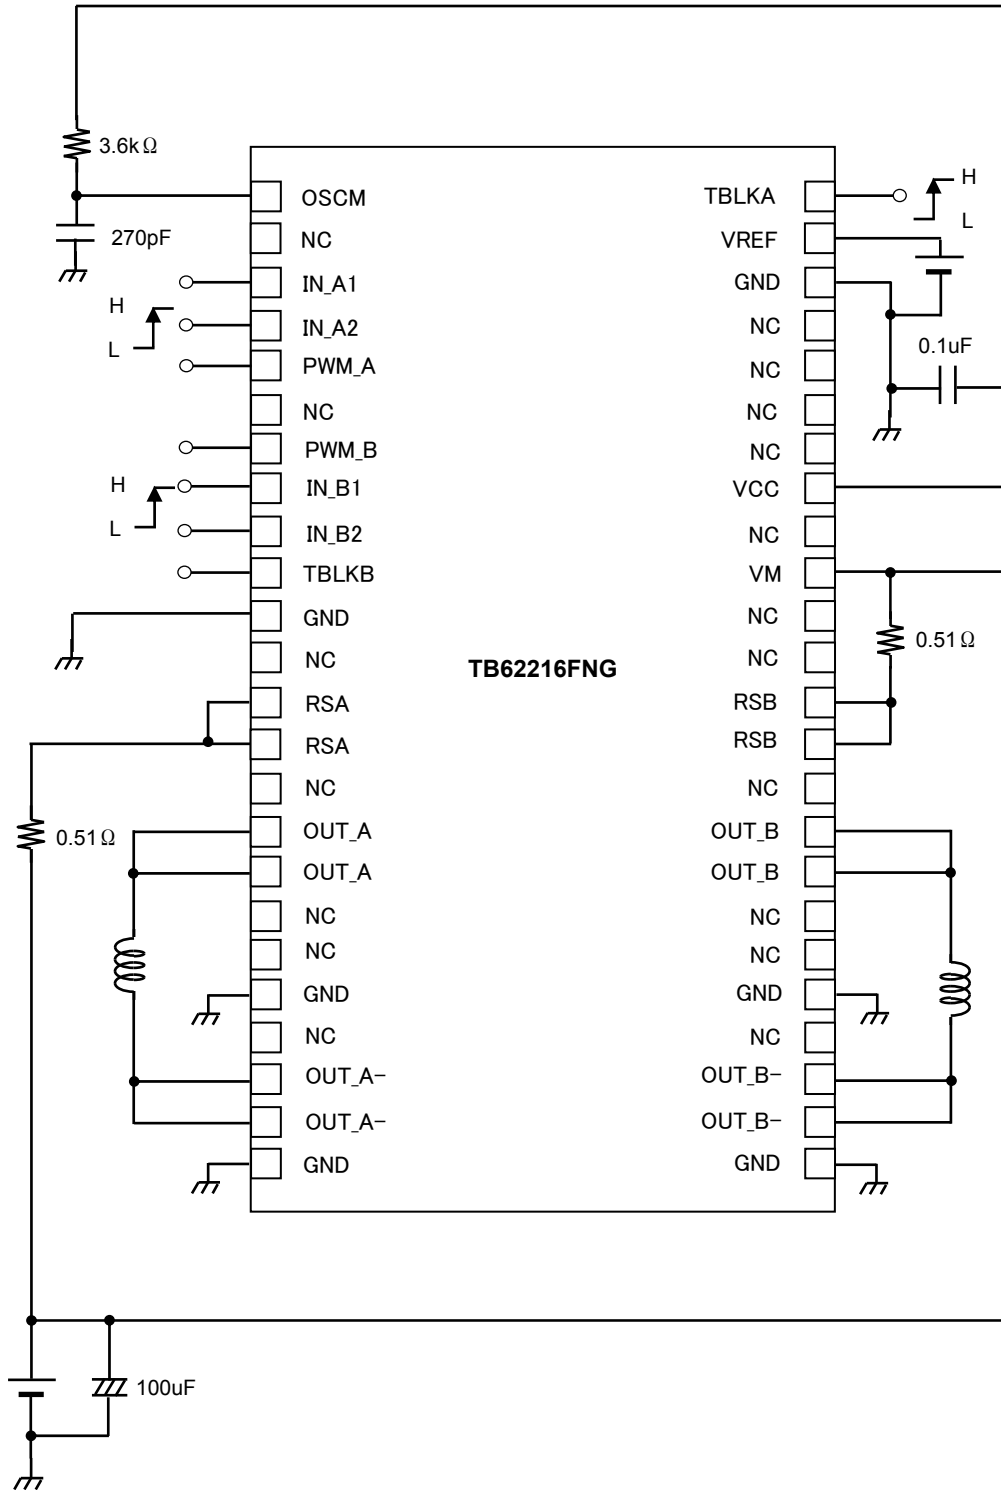 3.6kΩ
270pF
H
L
H
L
OSCM
NC
IN_A1
IN_A2
PWM_A
NC
PWM_B
IN_B1
IN_B2
TBLKB
GND
NC
RSA
RSA
NC
OUT_A
OUT_A
NC
NC
GND
NC
OUT_A-
OUT_A-
GND
TB62216FNG
TBLKA
VREF
GND
NC
NC
NC
NC
VCC
NC
VM
NC
NC
RSB
RSB
NC
OUT_B
OUT_B
NC
NC
GND
NC
OUT_B-
OUT_B-
GND
H
L
0.1uF
0.51Ω
0.51Ω
100uF